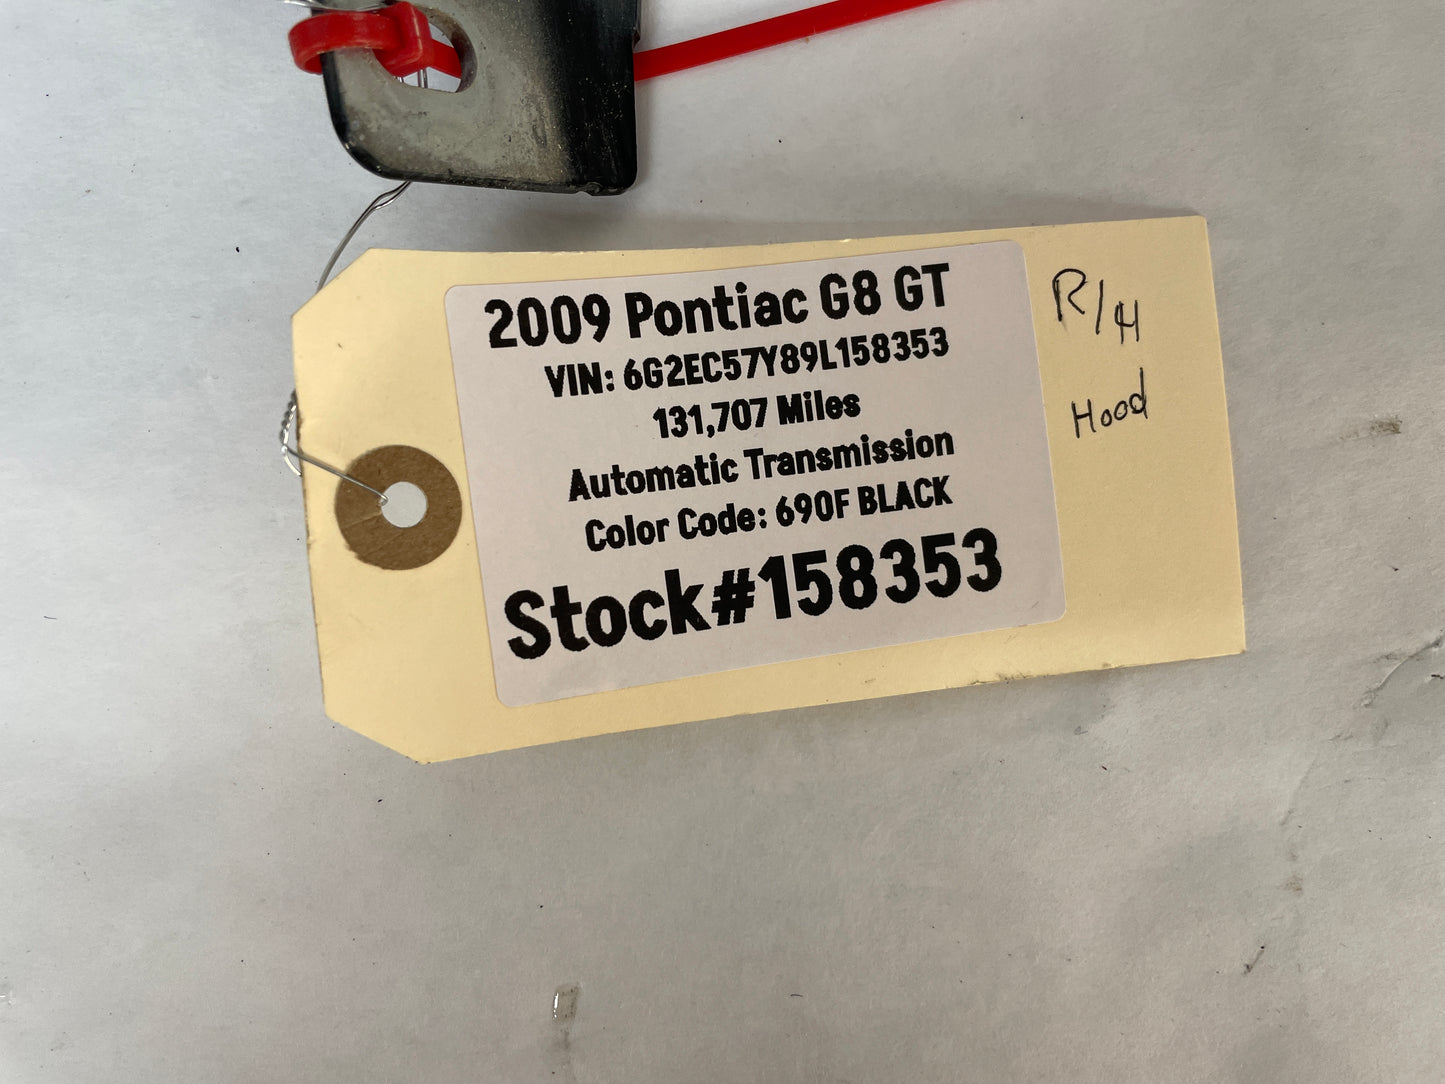 2009 Pontiac G8 GT
VIN: 6G2EC57Y89L158353
131,707 Miles
Automatic Transmission
Color Code: 690F BLACK
Stock#158353
R/H
Hood